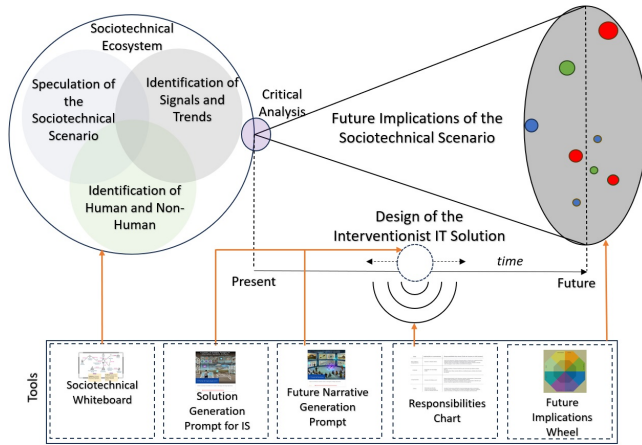 Sociotechnical
Ecosystem
Speculation of
the
Sociotechnical
Scenario
Identification of
Signals and
Trends
Identification of
Human and Non-
Human
Critical
Analysis
Future Implications of the
Sociotechnical Scenario
Design of the
Interventionist IT Solution
time
Present
Future
Tools
Sociotechnical
Whiteboard
Solution
Generation
Prompt for IS
Future Narrative
Generation
Prompt
Responsibilities
Chart
Future
Implications
Wheel